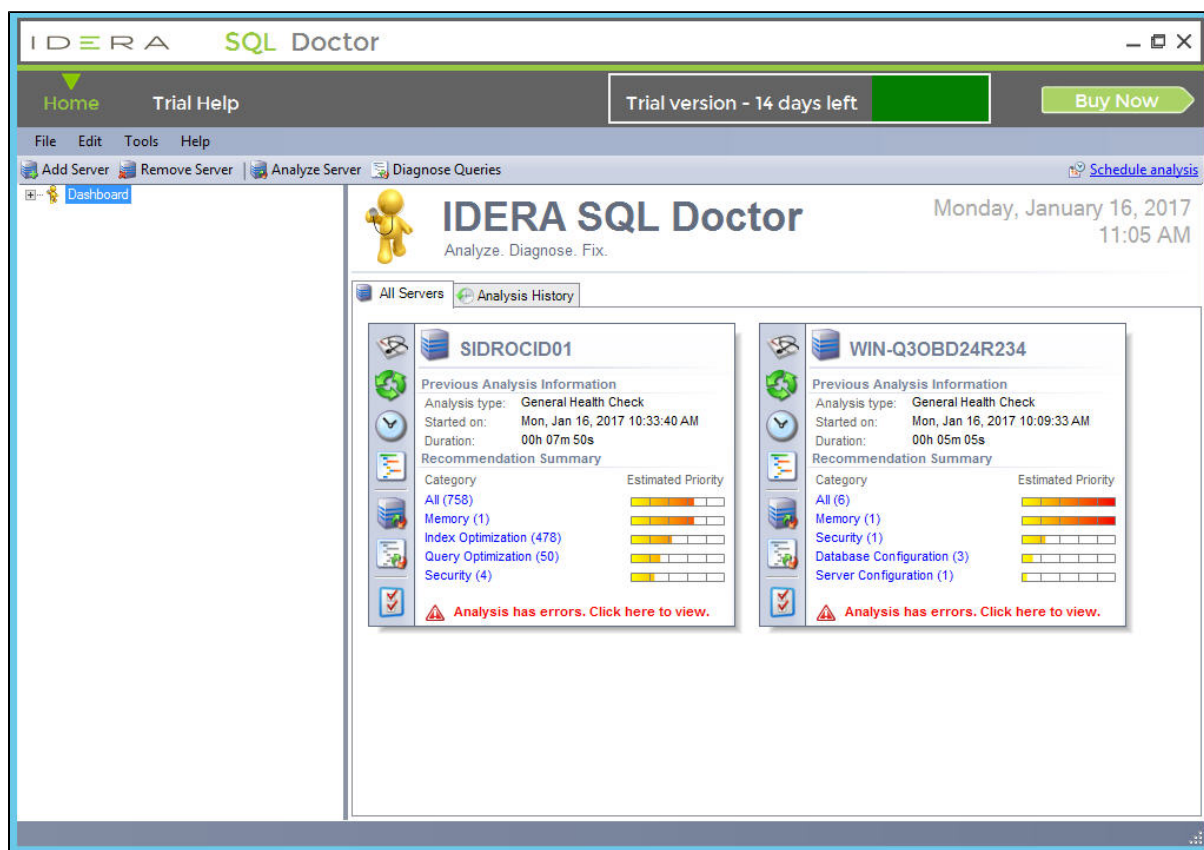 IDERA SQL Doctor
Home Trial Help Trial version - 14 days left Buy Now
File Edit Tools Help
Add Server Remove Server Analyze Server Diagnose Queries Schedule analysis
Dashboard
IDERA SQL Doctor
Analyze. Diagnose. Fix.
Monday, January 16, 2017
11:05 AM
All Servers Analysis History
SIDROCID01
Previous Analysis Information
Analysis type: General Health Check
Started on: Mon, Jan 16, 2017 10:33:40 AM
Duration: 00h 07m 50s
Recommendation Summary
Category Estimated Priority
All (758)
Memory (1)
Index Optimization (478)
Query Optimization (50)
Security (4)
Analysis has errors. Click here to view.
WIN-Q3OBD24R234
Previous Analysis Information
Analysis type: General Health Check
Started on: Mon, Jan 16, 2017 10:09:33 AM
Duration: 00h 05m 05s
Recommendation Summary
Category Estimated Priority
All (6)
Memory (1)
Security (1)
Database Configuration (3)
Server Configuration (1)
Analysis has errors. Click here to view.